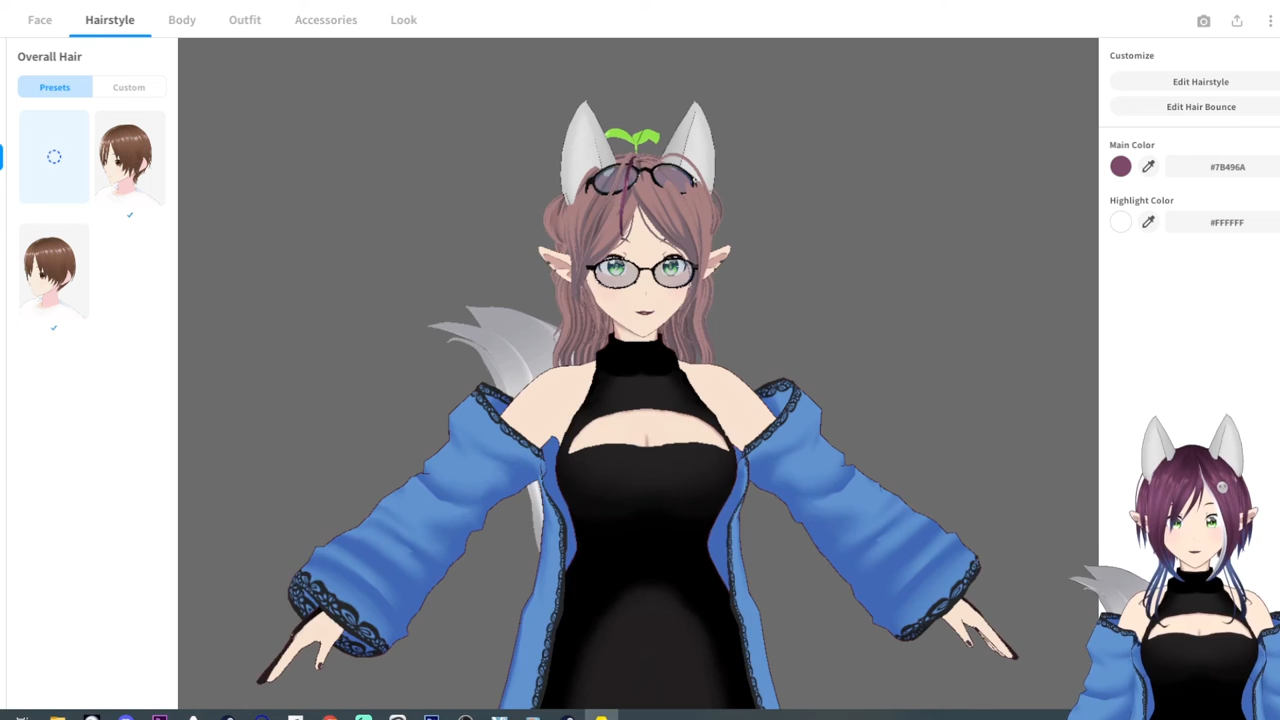 Face Hairstyle Body Outfit Accessories Look
Overall Hair
Presets Custom
Customize
Edit Hairstyle
Edit Hair Bounce
Main Color
#7B496A
Highlight Color
#FFFFFF